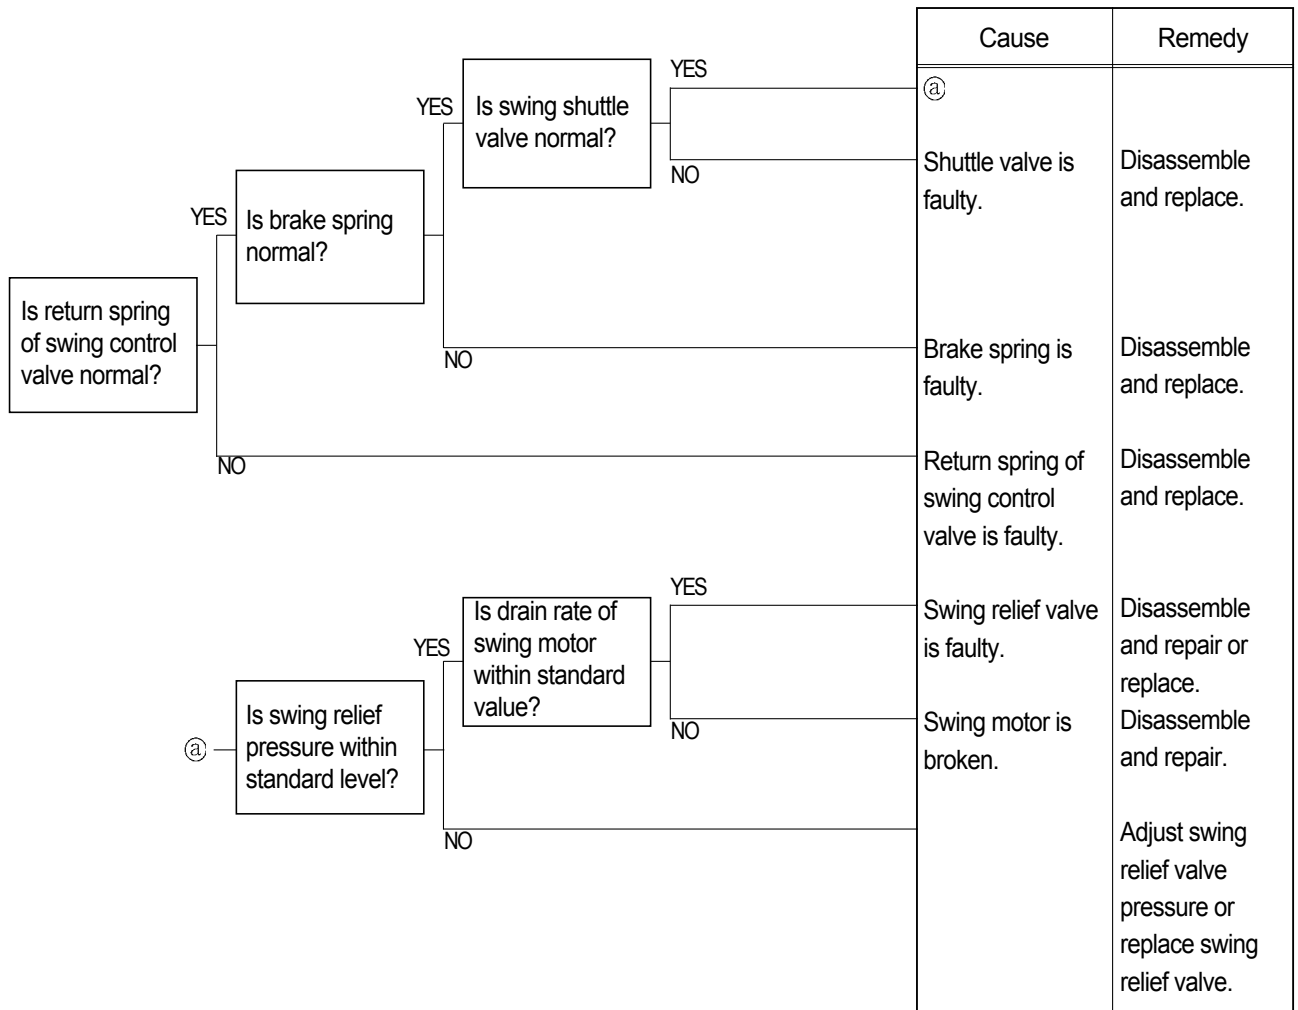 Cause
Remedy
YES
ⓐ
Is swing shuttle
valve normal?
YES
NO
Shuttle valve is
faulty.
Disassemble
and replace.
YES
Is brake spring
normal?
Is return spring
of swing control
valve normal?
NO
Brake spring is
faulty.
Disassemble
and replace.
NO
Return spring of
swing control
valve is faulty.
Disassemble
and replace.
YES
Is drain rate of
swing motor
within standard
value?
YES
Swing relief valve
is faulty.
Disassemble
and repair or
replace.
ⓐ
Is swing relief
pressure within
standard level?
NO
Swing motor is
broken.
Disassemble
and repair.
NO
Adjust swing
relief valve
pressure or
replace swing
relief valve.